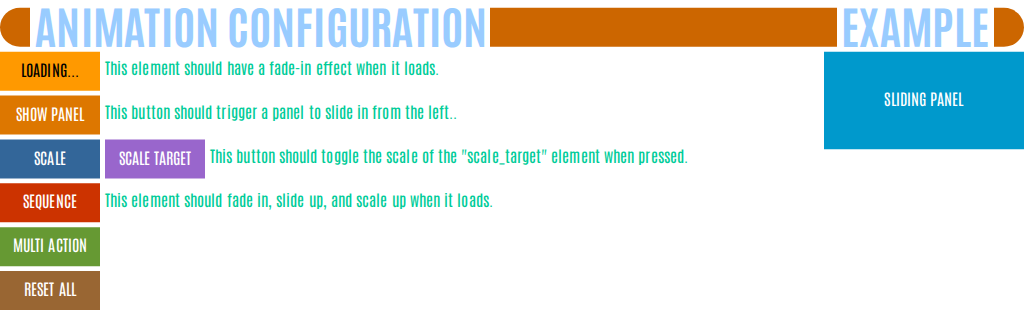 ANIMATION CONFIGURATION EXAMPLE
LOADING... This element should have a fade-in effect when it loads.
SLIDING PANEL
SHOW PANEL This button should trigger a panel to slide in from the left..
SCALE SCALE TARGET This button should toggle the scale of the "scale_target" element when pressed.
SEQUENCE This element should fade in, slide up, and scale up when it loads.
MULTI ACTION
RESET ALL